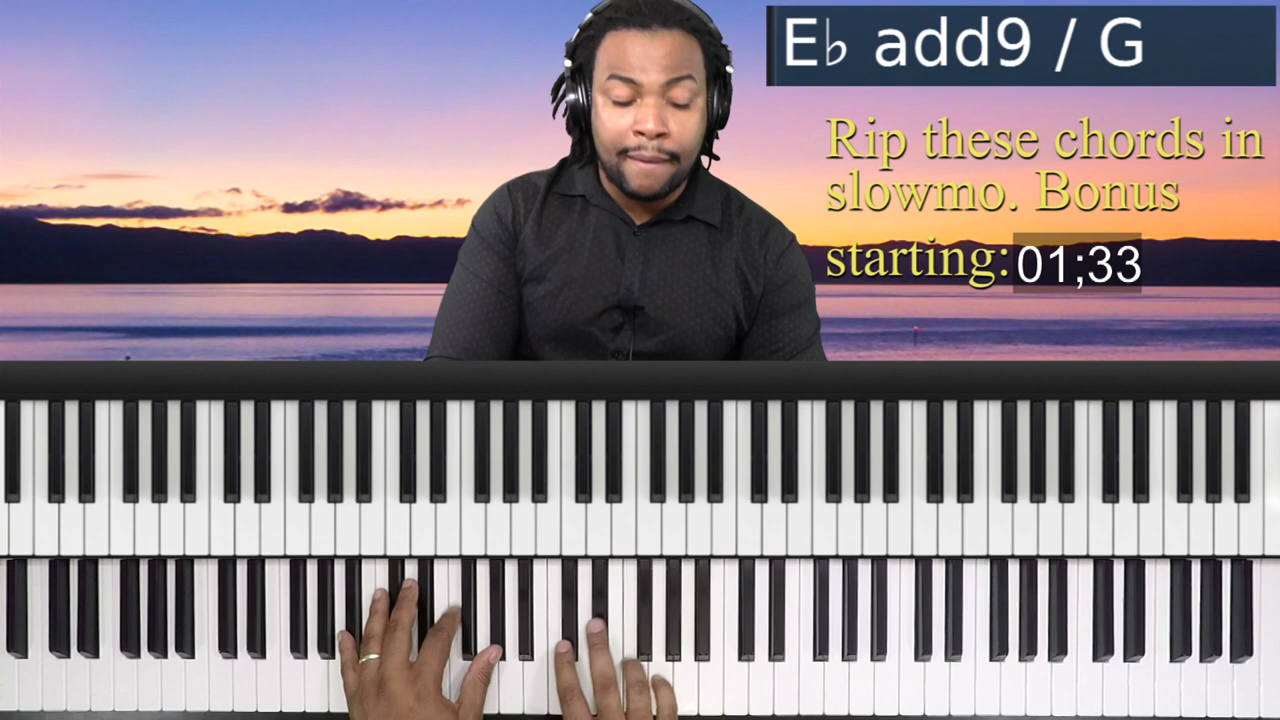 E♭ add9 / G
Rip these chords in
slowmo. Bonus
starting: 01;33